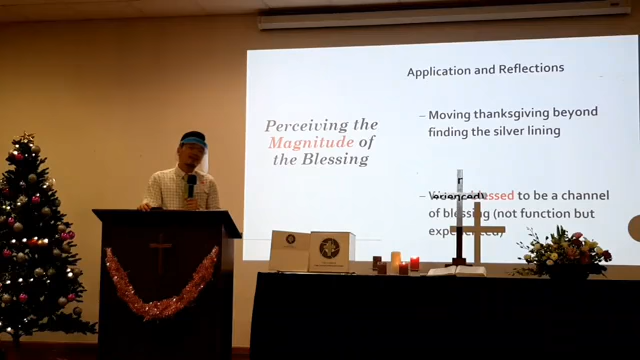 Application and Reflections
Perceiving the
Magnitude of
the Blessing
– Moving thanksgiving beyond
finding the silver lining
to be a channel
of blessing (not function but